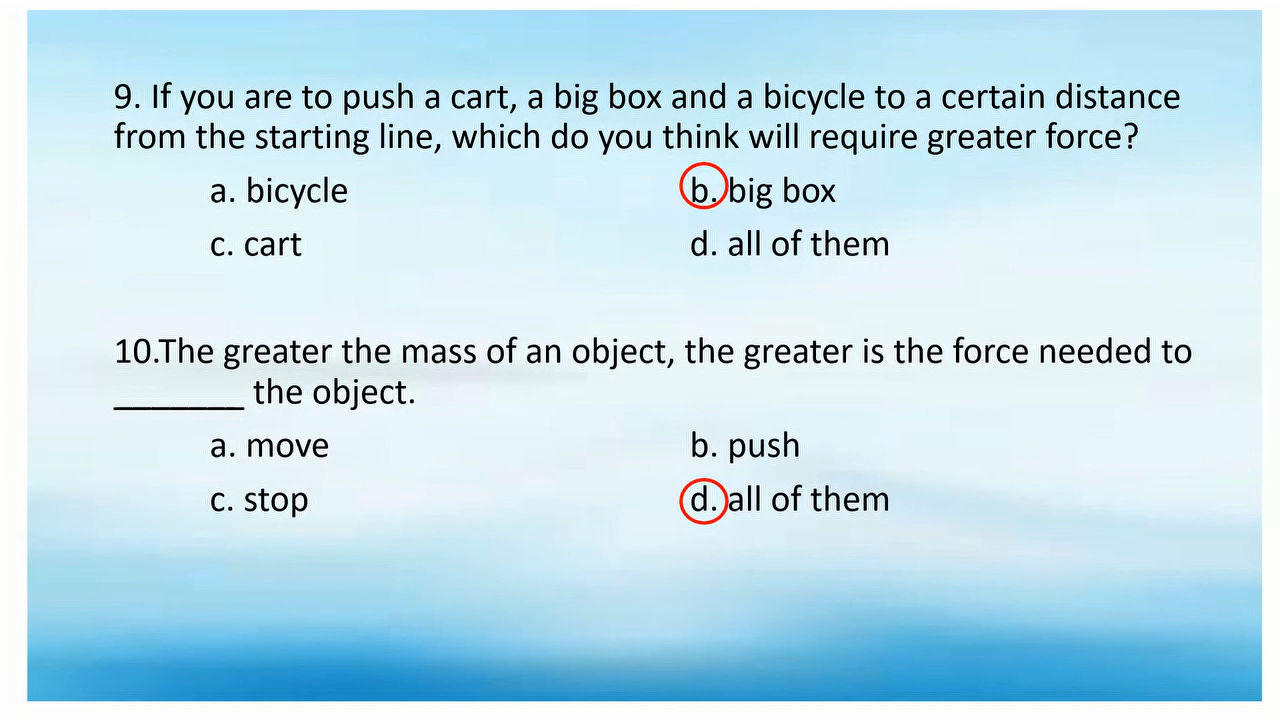 9. If you are to push a cart, a big box and a bicycle to a certain distance
from the starting line, which do you think will require greater force?
a. bicycle b. big box
c. cart d. all of them
10.The greater the mass of an object, the greater is the force needed to
_______ the object.
a. move b. push
c. stop d. all of them